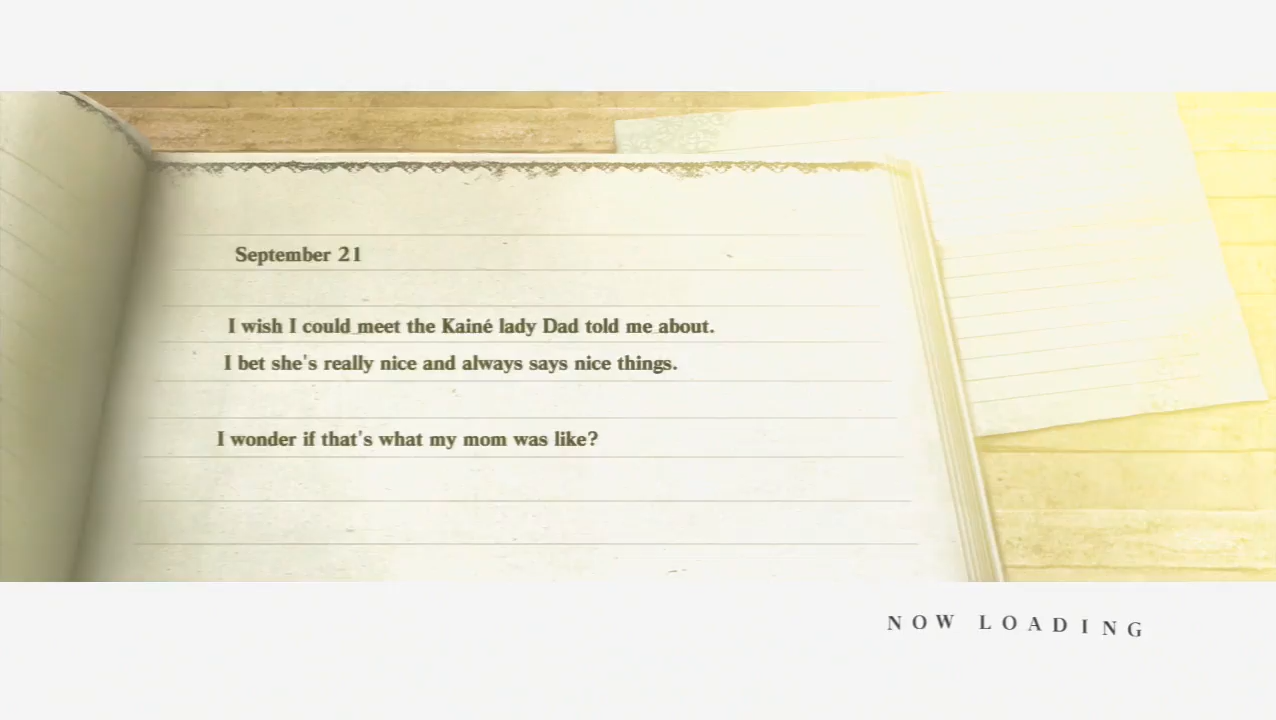 September 21
I wish I could meet the Kainé lady Dad told me about.
I bet she's really nice and always says nice things.
I wonder if that's what my mom was like?
NOW LOADING